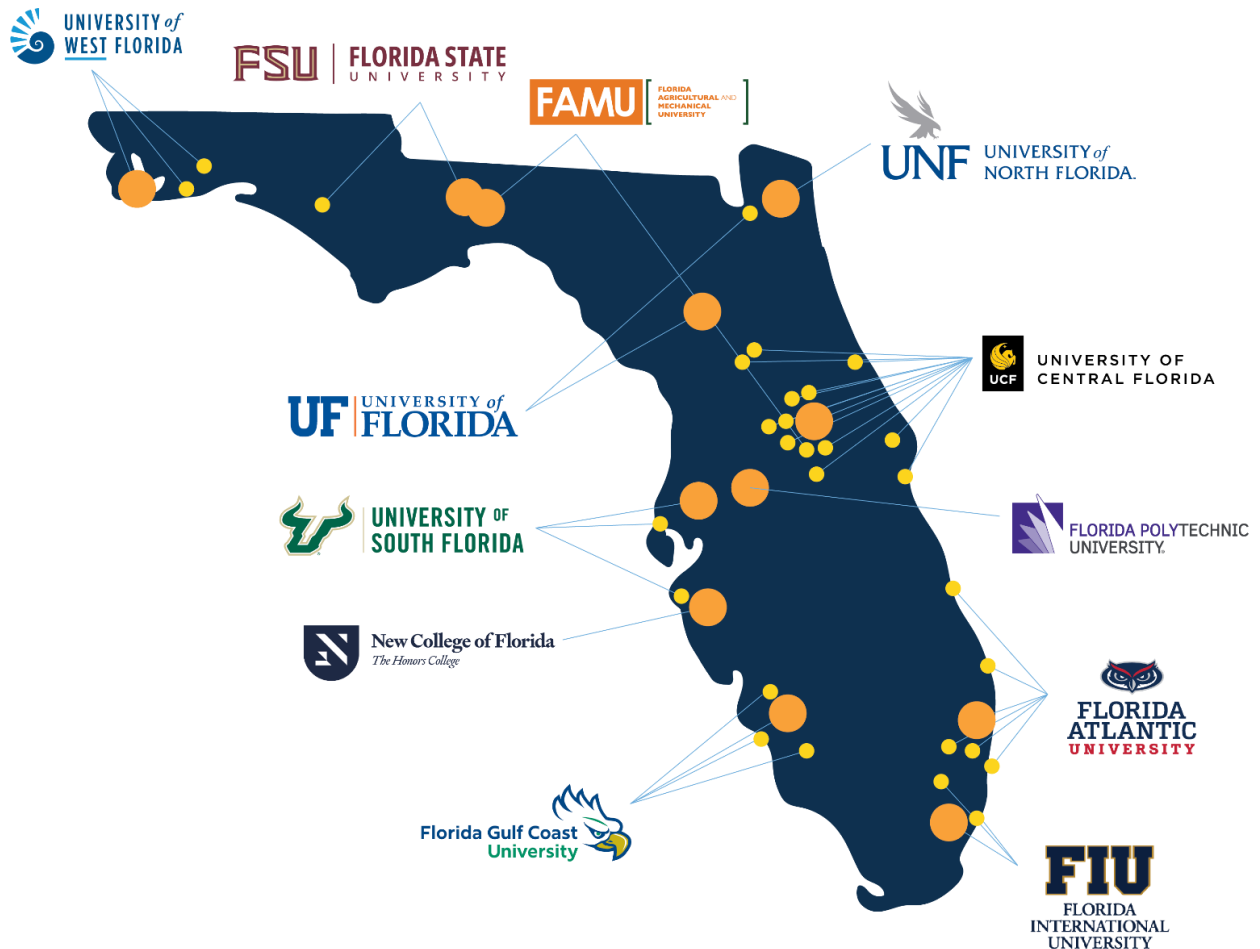 UNIVERSITY of
WEST FLORIDA
FSU
FLORIDA STATE
UNIVERSITY
FAMU
FLORIDA
AGRICULTURAL AND
MECHANICAL
UNIVERSITY
UNF
UNIVERSITY of
NORTH FLORIDA.
UCF
UNIVERSITY OF
CENTRAL FLORIDA
UF
UNIVERSITY of
FLORIDA
UNIVERSITY OF
SOUTH FLORIDA
FLORIDA POLYTECHNIC
UNIVERSITY.
New College of Florida
The Honors College
FLORIDA
ATLANTIC
UNIVERSITY
Florida Gulf Coast
University
FIU
FLORIDA
INTERNATIONAL
UNIVERSITY